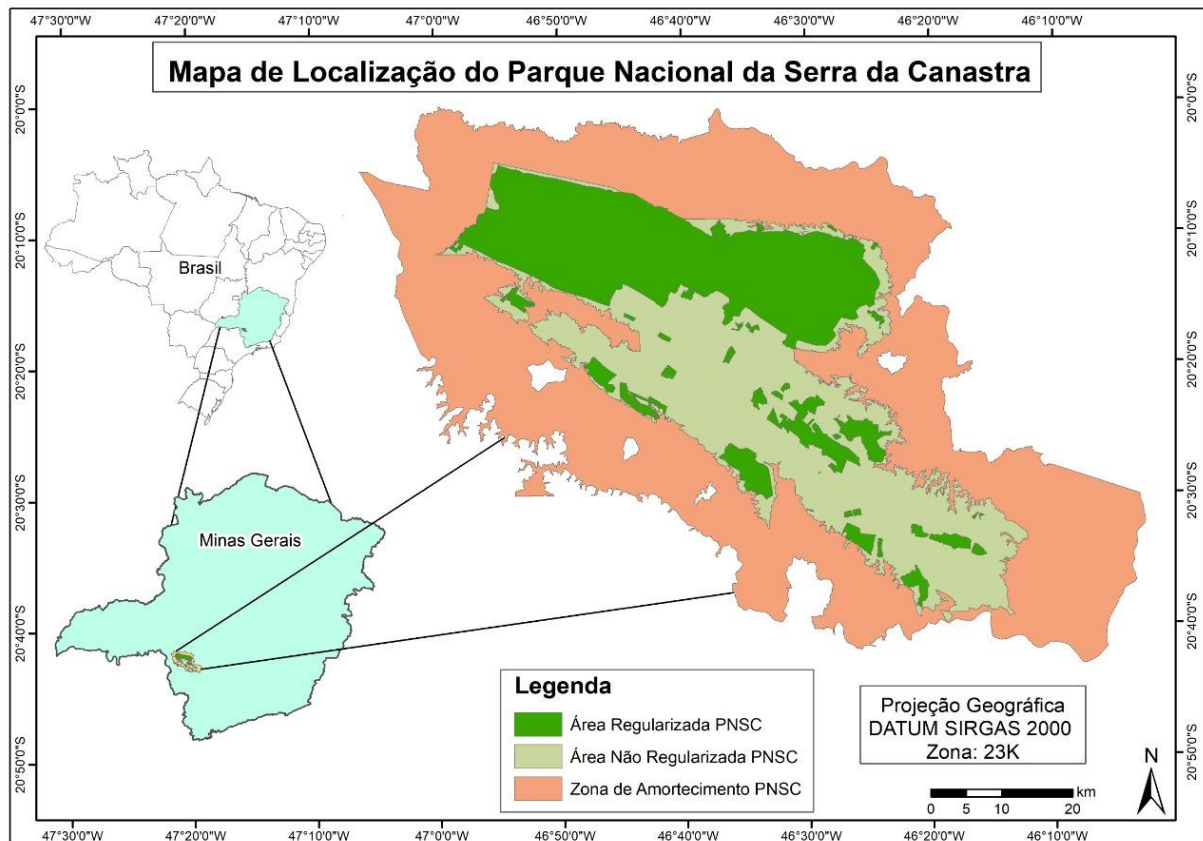 47°30'0"W 47°20'0"W 47°10'0"W 47°0'0"W 46°50'0"W 46°40'0"W 46°30'0"W 46°20'0"W 46°10'0"W
Mapa de Localização do Parque Nacional da Serra da Canastra
20°0'0"S
20°0'0"S
20°10'0"S
20°10'0"S
Brasil
20°20'0"S
20°20'0"S
20°30'0"S
20°30'0"S
Minas Gerais
20°40'0"S
20°40'0"S
Legenda
Área Regularizada PNSC
Área Não Regularizada PNSC
Zona de Amortecimento PNSC
Projeção Geográfica
DATUM SIRGAS 2000
Zona: 23K
N
km
0 5 10 20
20°50'0"S
20°50'0"S
47°30'0"W 47°20'0"W 47°10'0"W 47°0'0"W 46°50'0"W 46°40'0"W 46°30'0"W 46°20'0"W 46°10'0"W